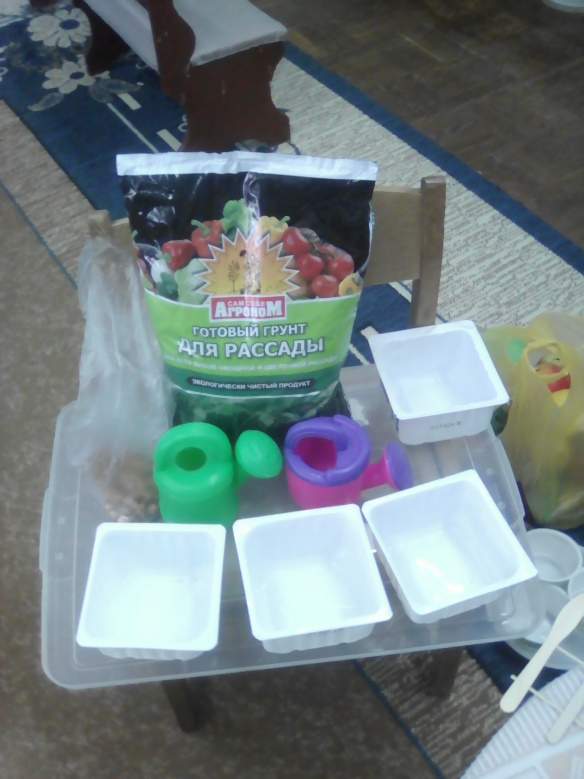 САМ СЕБЕ
АГРОНОМ
ГОТОВЫЙ ГРУНТ
ДЛЯ РАССАДЫ
ЭКОЛОГИЧЕСКИ ЧИСТЫЙ ПРОДУКТ